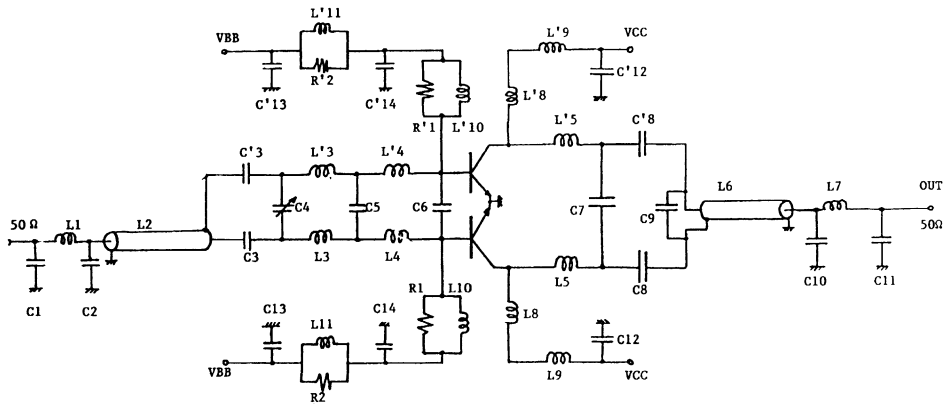 L'11
VBB
R'2
C'13
C'14
R'1
L'10
L'9
VCC
C'12
L'8
L'5
C'8
C'3
L'3
L'4
C4
C5
C6
C7
C9
L6
L7
OUT
50Ω
50 Ω
L1
L2
C1
C2
C3
L3
L4
L5
C8
C10
C11
R1
L10
C13
L11
C14
L8
C12
VBB
R2
L9
VCC